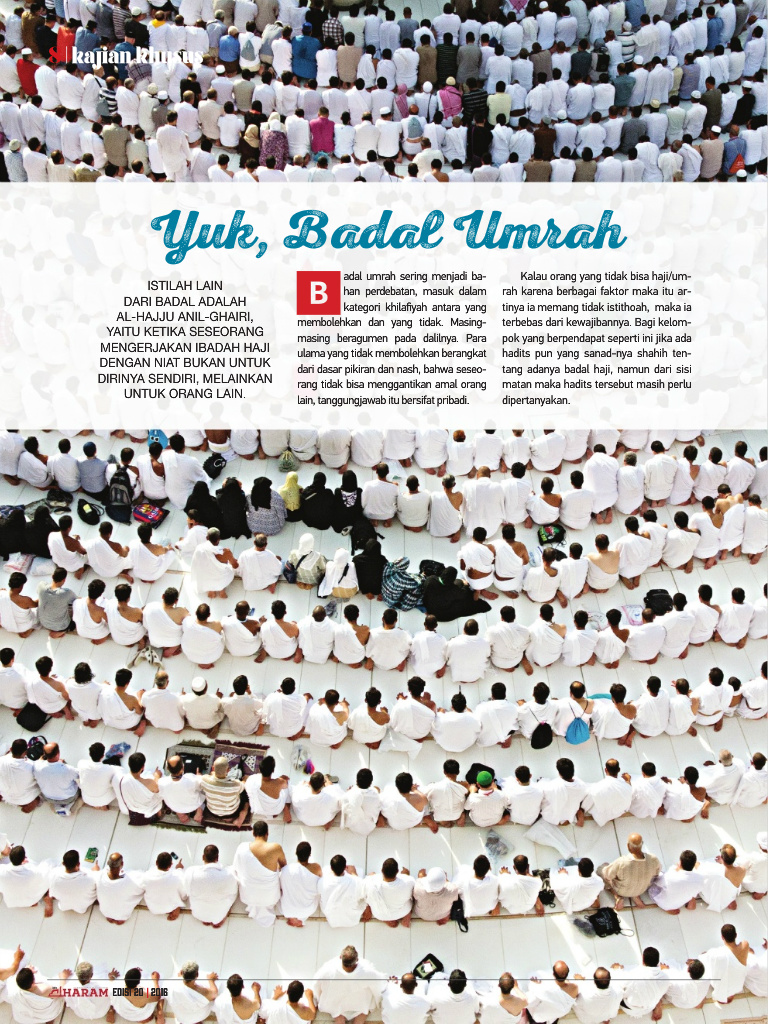 8 | kajian khusus
Yuk, Badal Umrah
ISTILAH LAIN
DARI BADAL ADALAH
AL-HAJJU ANIL-GHAIRI,
YAITU KETIKA SESEORANG
MENGERJAKAN IBADAH HAJI
DENGAN NIAT BUKAN UNTUK
DIRINYA SENDIRI, MELAINKAN
UNTUK ORANG LAIN.
Badal umrah sering menjadi ba-
han perdebatan, masuk dalam
kategori khilafiyah antara yang
membolehkan dan yang tidak. Masing-
masing beragumen pada dalilnya. Para
ulama yang tidak membolehkan berangkat
dari dasar pikiran dan nash, bahwa seseo-
rang tidak bisa menggantikan amal orang
lain, tanggungjawab itu bersifat pribadi.
Kalau orang yang tidak bisa haji/um-
rah karena berbagai faktor maka itu ar-
tinya ia memang tidak istithoah, maka ia
terbebas dari kewajibannya. Bagi kelom-
pok yang berpendapat seperti ini jika ada
hadits pun yang sanad-nya shahih ten-
tang adanya badal haji, namun dari sisi
matan maka hadits tersebut masih perlu
dipertanyakan.
ALHARAM EDISI 20 | 2016